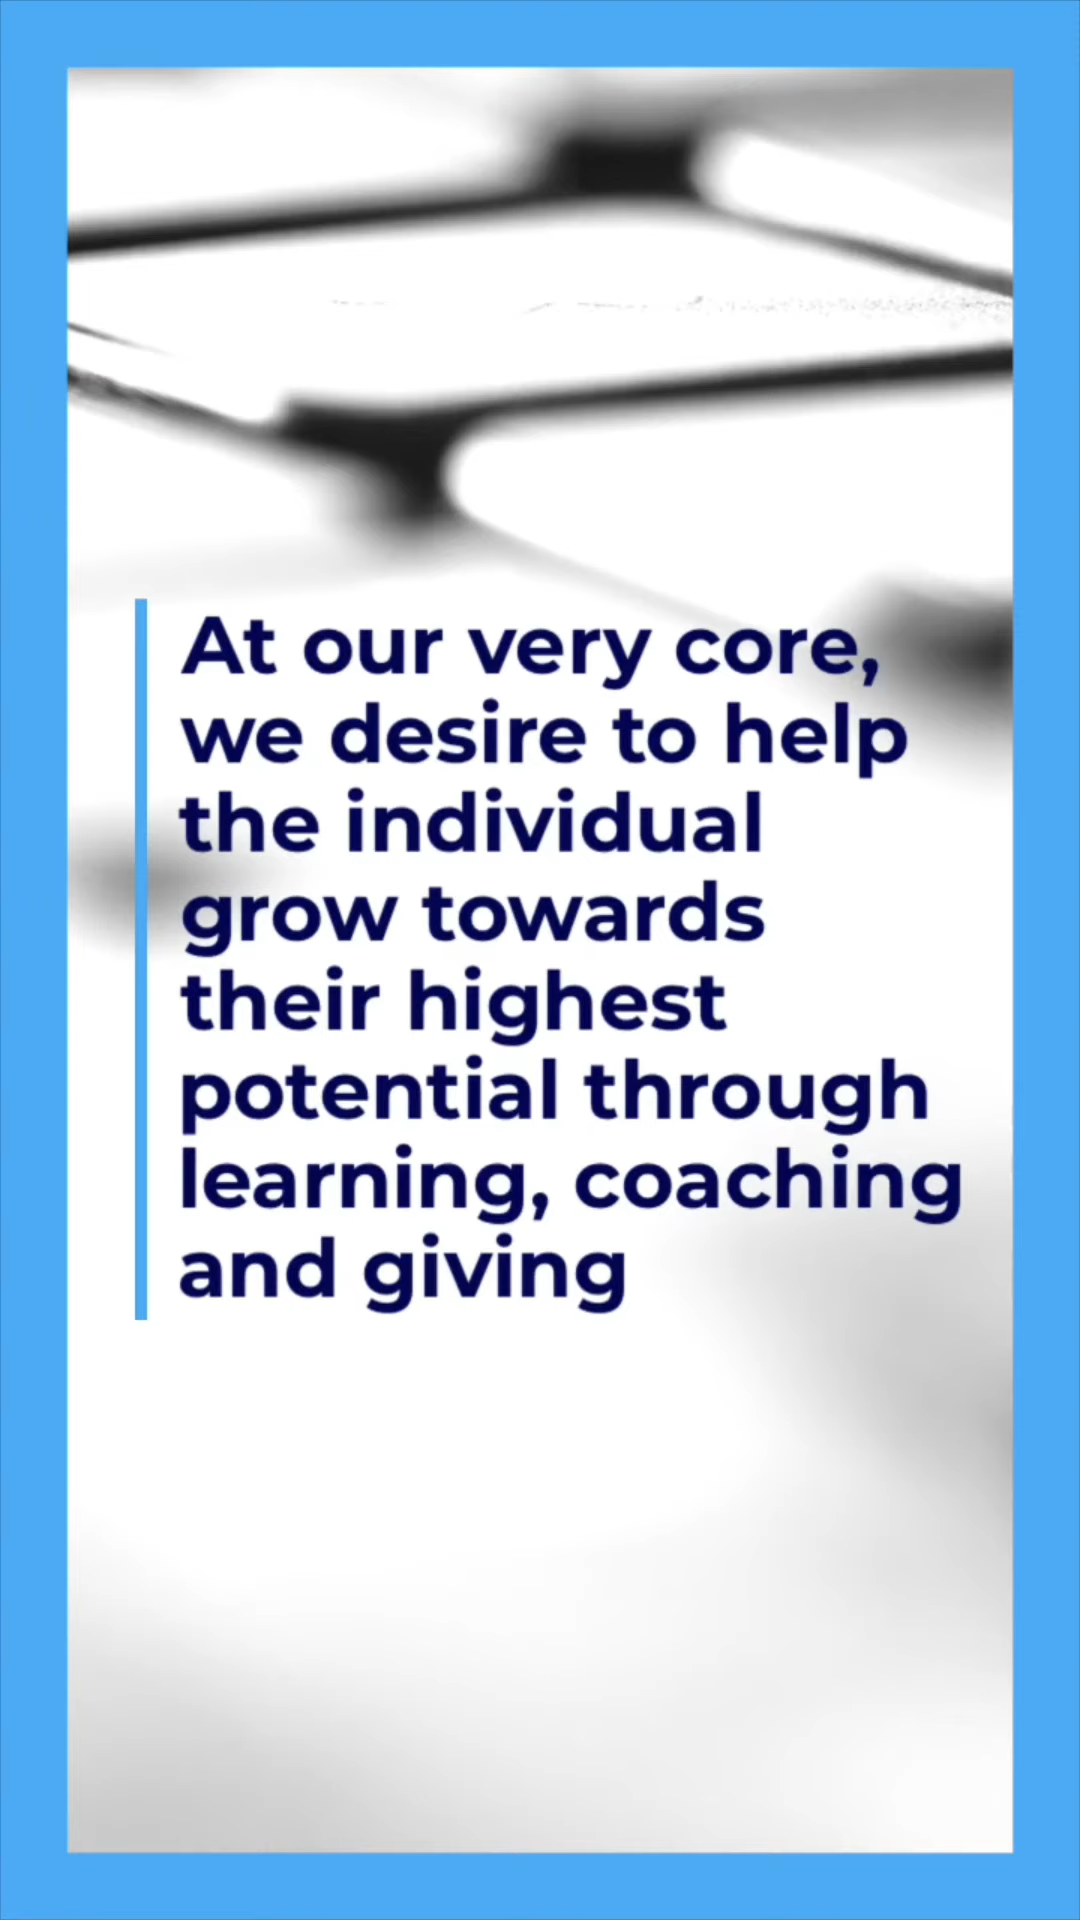 At our very core,
we desire to help
the individual
grow towards
their highest
potential through
learning, coaching
and giving